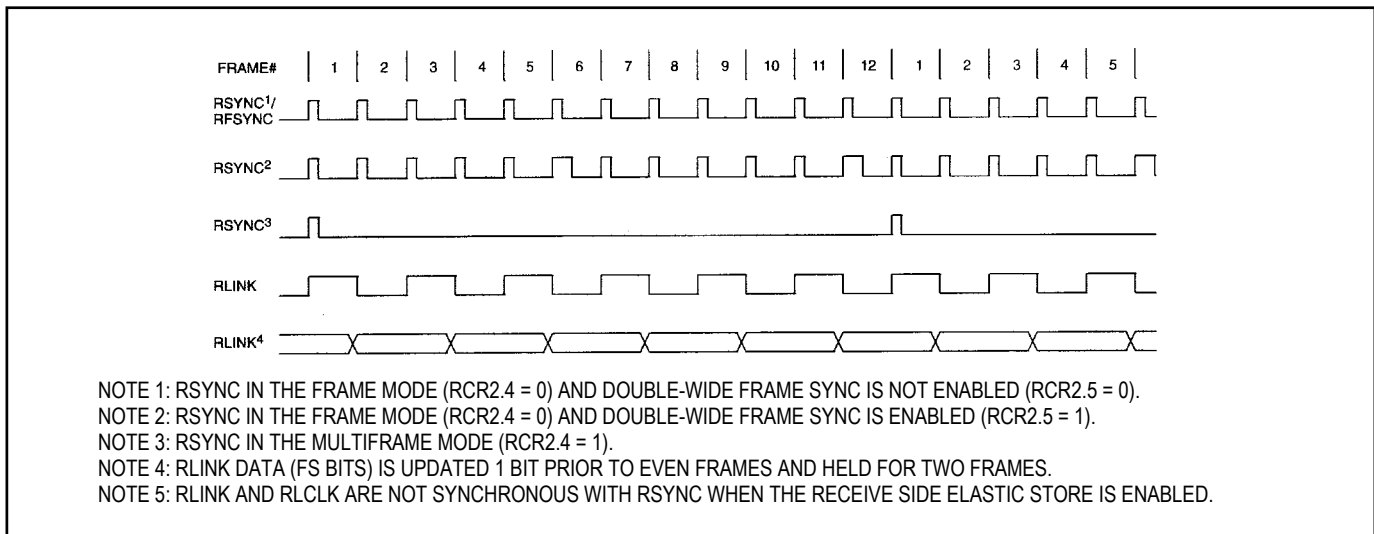 FRAME# 1 2 3 4 5 6 7 8 9 10 11 12 1 2 3 4 5
RSYNC¹/
RFSYNC
RSYNC²
RSYNC³
RLINK
RLINK⁴
NOTE 1: RSYNC IN THE FRAME MODE (RCR2.4 = 0) AND DOUBLE-WIDE FRAME SYNC IS NOT ENABLED (RCR2.5 = 0).
NOTE 2: RSYNC IN THE FRAME MODE (RCR2.4 = 0) AND DOUBLE-WIDE FRAME SYNC IS ENABLED (RCR2.5 = 1).
NOTE 3: RSYNC IN THE MULTIFRAME MODE (RCR2.4 = 1).
NOTE 4: RLINK DATA (FS BITS) IS UPDATED 1 BIT PRIOR TO EVEN FRAMES AND HELD FOR TWO FRAMES.
NOTE 5: RLINK AND RLCLK ARE NOT SYNCHRONOUS WITH RSYNC WHEN THE RECEIVE SIDE ELASTIC STORE IS ENABLED.